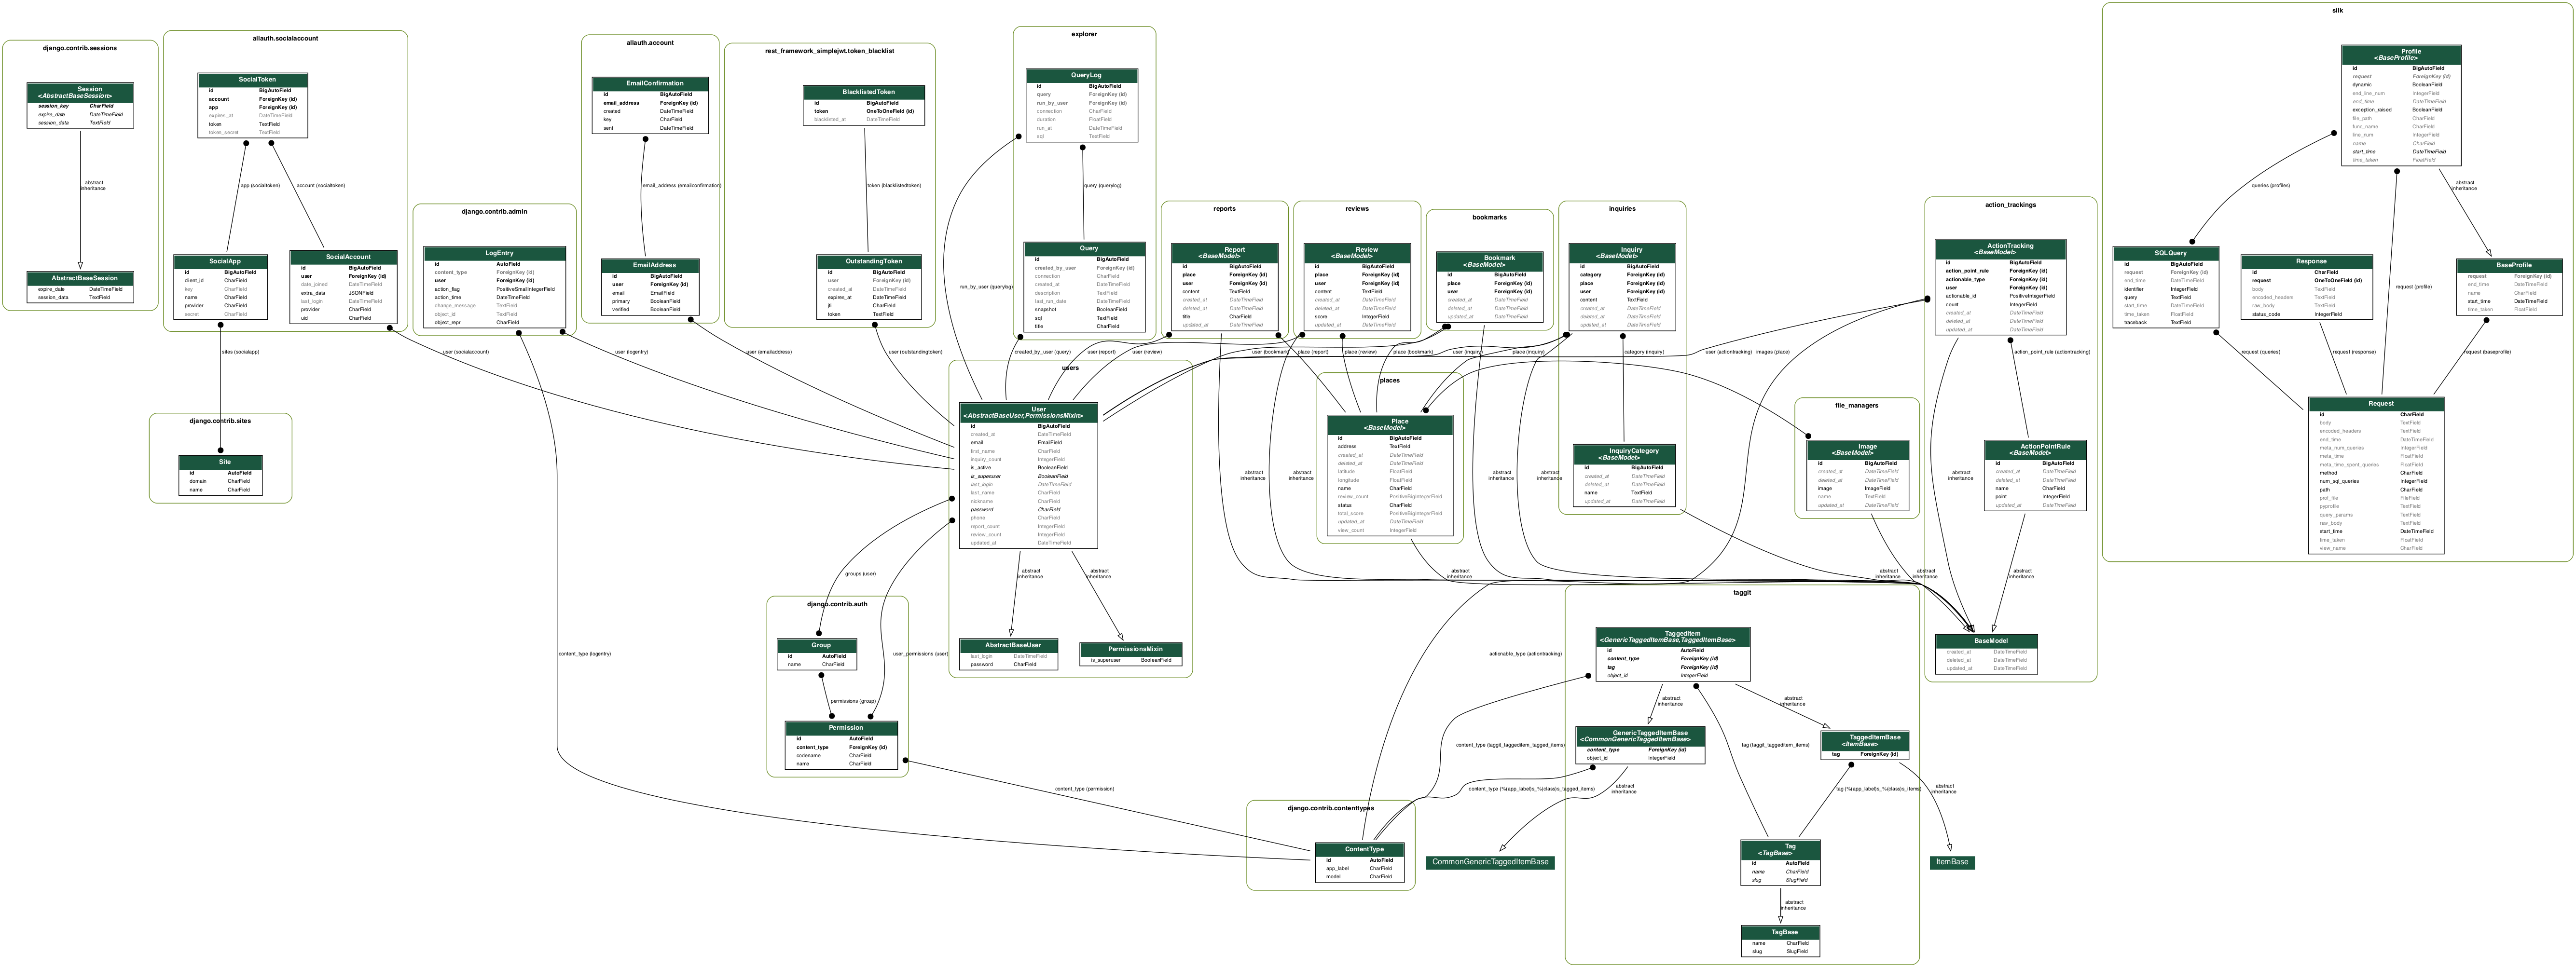 django.contrib.sessions
Session
<AbstractBaseSession>
session_key CharField
expire_date DateTimeField
session_data TextField
abstract
inheritance
AbstractBaseSession
expire_date DateTimeField
session_data TextField
allauth.socialaccount
SocialToken
id BigAutoField
account ForeignKey (id)
app ForeignKey (id)
expires_at DateTimeField
token TextField
token_secret TextField
app (socialtoken)
account (socialtoken)
SocialApp
id BigAutoField
client_id CharField
key CharField
name CharField
provider CharField
secret CharField
SocialAccount
id BigAutoField
user ForeignKey (id)
date_joined DateTimeField
extra_data JSONField
last_login DateTimeField
provider CharField
uid CharField
sites (socialapp)
user (socialaccount)
django.contrib.sites
Site
id AutoField
domain CharField
name CharField
django.contrib.admin
LogEntry
id AutoField
content_type ForeignKey (id)
user ForeignKey (id)
action_flag PositiveSmallIntegerField
action_time DateTimeField
change_message TextField
object_id TextField
object_repr CharField
user (logentry)
content_type (logentry)
allauth.account
EmailConfirmation
id BigAutoField
email_address ForeignKey (id)
created DateTimeField
key CharField
sent DateTimeField
email_address (emailconfirmation)
EmailAddress
id BigAutoField
user ForeignKey (id)
email EmailField
primary BooleanField
verified BooleanField
user (emailaddress)
rest_framework_simplejwt.token_blacklist
BlacklistedToken
id BigAutoField
token OneToOneField (id)
blacklisted_at DateTimeField
token (blacklistedtoken)
OutstandingToken
id BigAutoField
user ForeignKey (id)
created_at DateTimeField
expires_at DateTimeField
jti CharField
token TextField
user (outstandingtoken)
explorer
QueryLog
id BigAutoField
query ForeignKey (id)
run_by_user ForeignKey (id)
connection CharField
duration FloatField
run_at DateTimeField
sql TextField
query (querylog)
run_by_user (querylog)
Query
id BigAutoField
created_by_user ForeignKey (id)
connection CharField
created_at DateTimeField
description TextField
last_run_date DateTimeField
snapshot BooleanField
sql TextField
title CharField
created_by_user (query)
reports
Report
<BaseModel>
id BigAutoField
place ForeignKey (id)
user ForeignKey (id)
content TextField
created_at DateTimeField
deleted_at DateTimeField
title CharField
updated_at DateTimeField
user (report)
place (report)
abstract
inheritance
reviews
Review
<BaseModel>
id BigAutoField
place ForeignKey (id)
user ForeignKey (id)
content TextField
created_at DateTimeField
deleted_at DateTimeField
score IntegerField
updated_at DateTimeField
user (review)
place (review)
abstract
inheritance
bookmarks
Bookmark
<BaseModel>
id BigAutoField
place ForeignKey (id)
user ForeignKey (id)
created_at DateTimeField
deleted_at DateTimeField
updated_at DateTimeField
user (bookmark)
place (bookmark)
abstract
inheritance
inquiries
Inquiry
<BaseModel>
id BigAutoField
category ForeignKey (id)
place ForeignKey (id)
user ForeignKey (id)
content TextField
created_at DateTimeField
deleted_at DateTimeField
updated_at DateTimeField
user (inquiry)
place (inquiry)
category (inquiry)
abstract
inheritance
InquiryCategory
<BaseModel>
id BigAutoField
created_at DateTimeField
deleted_at DateTimeField
name TextField
updated_at DateTimeField
abstract
inheritance
users
User
<AbstractBaseUser,PermissionsMixin>
id BigAutoField
created_at DateTimeField
email EmailField
first_name CharField
inquiry_count IntegerField
is_active BooleanField
is_superuser BooleanField
last_login DateTimeField
last_name CharField
nickname CharField
password CharField
phone CharField
report_count IntegerField
review_count IntegerField
updated_at DateTimeField
abstract
inheritance
abstract
inheritance
groups (user)
user_permissions (user)
AbstractBaseUser
last_login DateTimeField
password CharField
PermissionsMixin
is_superuser BooleanField
places
Place
<BaseModel>
id BigAutoField
address TextField
created_at DateTimeField
deleted_at DateTimeField
latitude FloatField
longitude FloatField
name CharField
review_count PositiveBigIntegerField
status CharField
total_score PositiveBigIntegerField
updated_at DateTimeField
view_count IntegerField
images (place)
abstract
inheritance
file_managers
Image
<BaseModel>
id BigAutoField
created_at DateTimeField
deleted_at DateTimeField
image ImageField
name TextField
updated_at DateTimeField
abstract
inheritance
action_trackings
ActionTracking
<BaseModel>
id BigAutoField
action_point_rule ForeignKey (id)
actionable_type ForeignKey (id)
user ForeignKey (id)
actionable_id PositiveIntegerField
count IntegerField
created_at DateTimeField
deleted_at DateTimeField
updated_at DateTimeField
user (actiontracking)
action_point_rule (actiontracking)
actionable_type (actiontracking)
abstract
inheritance
ActionPointRule
<BaseModel>
id BigAutoField
created_at DateTimeField
deleted_at DateTimeField
name CharField
point IntegerField
updated_at DateTimeField
abstract
inheritance
BaseModel
created_at DateTimeField
deleted_at DateTimeField
updated_at DateTimeField
silk
Profile
<BaseProfile>
id BigAutoField
request ForeignKey (id)
dynamic BooleanField
end_line_num IntegerField
end_time DateTimeField
exception_raised BooleanField
file_path CharField
func_name CharField
line_num IntegerField
name CharField
start_time DateTimeField
time_taken FloatField
queries (profiles)
request (profile)
abstract
inheritance
SQLQuery
id BigAutoField
request ForeignKey (id)
end_time DateTimeField
identifier IntegerField
query TextField
start_time DateTimeField
time_taken FloatField
traceback TextField
Response
id CharField
request OneToOneField (id)
body TextField
encoded_headers TextField
raw_body TextField
status_code IntegerField
BaseProfile
request ForeignKey (id)
end_time DateTimeField
name CharField
start_time DateTimeField
time_taken FloatField
request (queries)
request (response)
request (baseprofile)
Request
id CharField
body TextField
encoded_headers TextField
end_time DateTimeField
meta_num_queries IntegerField
meta_time FloatField
meta_time_spent_queries FloatField
method CharField
num_sql_queries IntegerField
path CharField
prof_file FileField
pyprofile TextField
query_params TextField
raw_body TextField
start_time DateTimeField
time_taken FloatField
view_name CharField
django.contrib.auth
Group
id AutoField
name CharField
permissions (group)
Permission
id AutoField
content_type ForeignKey (id)
codename CharField
name CharField
content_type (permission)
django.contrib.contenttypes
ContentType
id AutoField
app_label CharField
model CharField
taggit
TaggedItem
<GenericTaggedItemBase,TaggedItemBase>
id AutoField
content_type ForeignKey (id)
tag ForeignKey (id)
object_id IntegerField
content_type (taggit_taggeditem_tagged_items)
tag (taggit_taggeditem_items)
abstract
inheritance
abstract
inheritance
GenericTaggedItemBase
<CommonGenericTaggedItemBase>
content_type ForeignKey (id)
object_id IntegerField
content_type (%(app_label)s_%(class)s_tagged_items)
abstract
inheritance
TaggedItemBase
<ItemBase>
tag ForeignKey (id)
tag (%(app_label)s_%(class)s_items)
abstract
inheritance
CommonGenericTaggedItemBase
ItemBase
Tag
<TagBase>
id AutoField
name CharField
slug SlugField
abstract
inheritance
TagBase
name CharField
slug SlugField